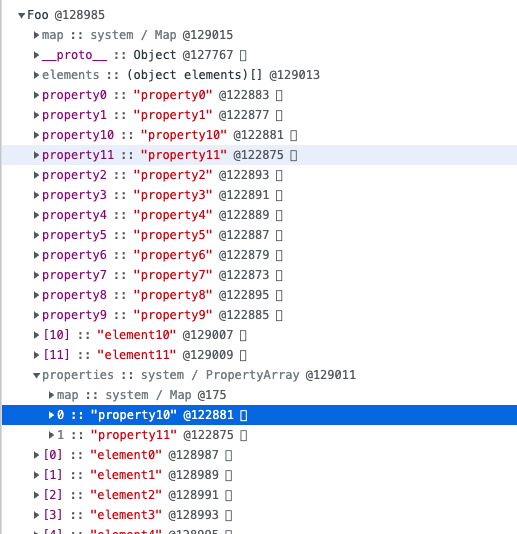 Foo @128985
map :: system / Map @129015
__proto__ :: Object @127767
elements :: (object elements)[] @129013
property0 :: "property0" @122883
property1 :: "property1" @122877
property10 :: "property10" @122881
property11 :: "property11" @122875
property2 :: "property2" @122893
property3 :: "property3" @122891
property4 :: "property4" @122889
property5 :: "property5" @122887
property6 :: "property6" @122879
property7 :: "property7" @122873
property8 :: "property8" @122895
property9 :: "property9" @122885
[10] :: "element10" @129007
[11] :: "element11" @129009
properties :: system / PropertyArray @129011
map :: system / Map @175
0 :: "property10" @122881
1 :: "property11" @122875
[0] :: "element0" @128987
[1] :: "element1" @128989
[2] :: "element2" @128991
[3] :: "element3" @128993
[4] :: "element4" @128995